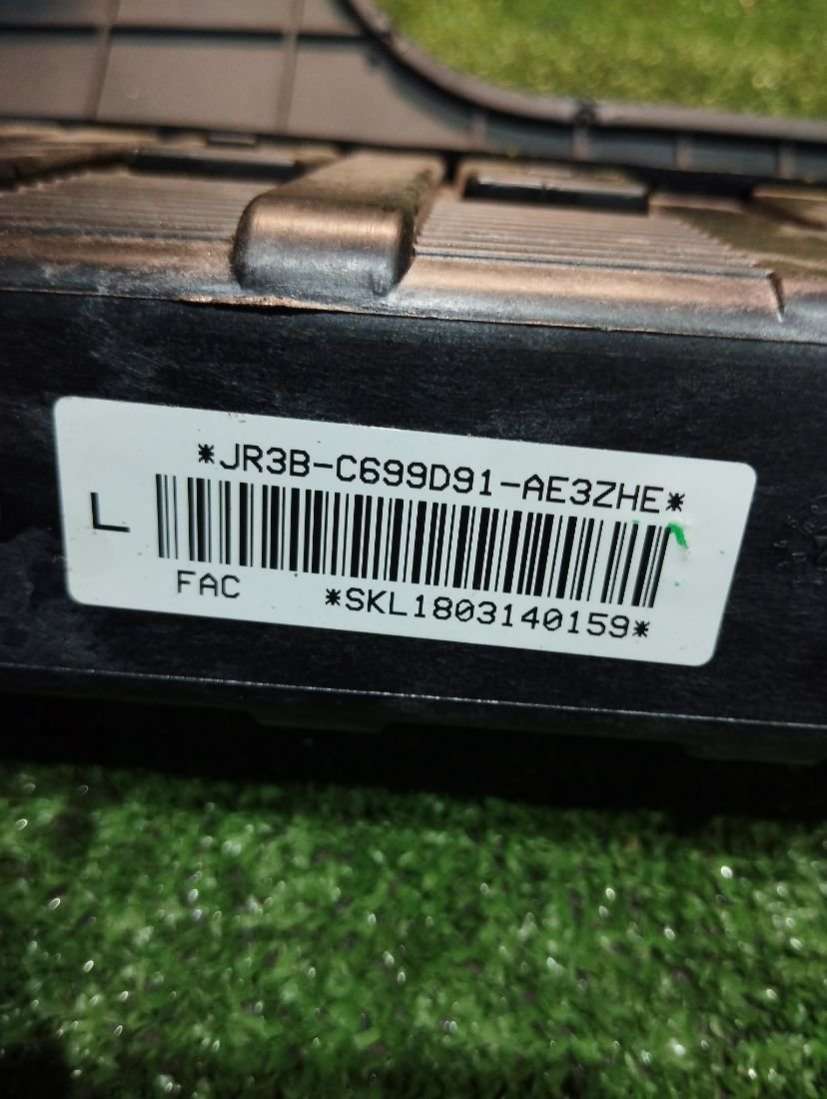 *JR3B-C699D91-AE3ZHE*
L
FAC *SKL1803140159*